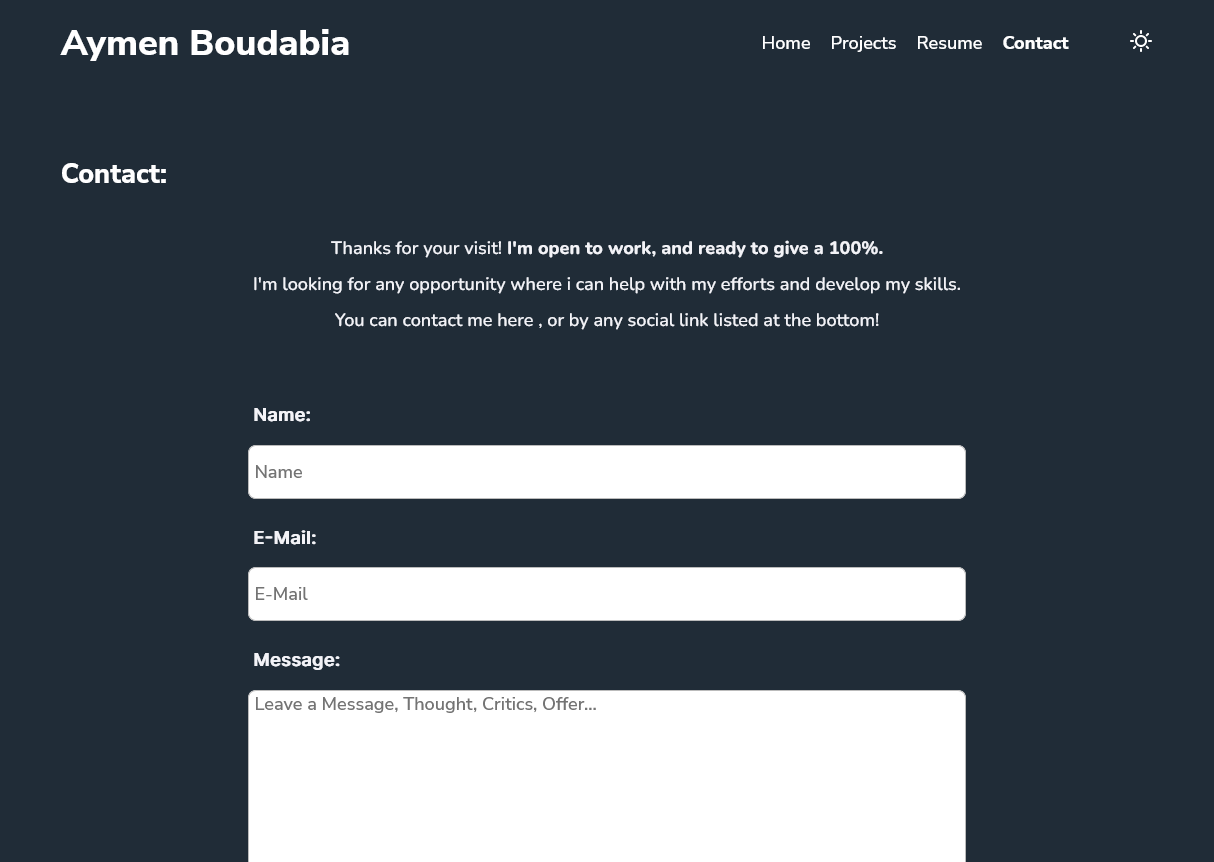 Aymen Boudabia
Home Projects Resume Contact
Contact:
Thanks for your visit! I'm open to work, and ready to give a 100%.
I'm looking for any opportunity where i can help with my efforts and develop my skills.
You can contact me here , or by any social link listed at the bottom!
Name:
Name
E-Mail:
E-Mail
Message:
Leave a Message, Thought, Critics, Offer...